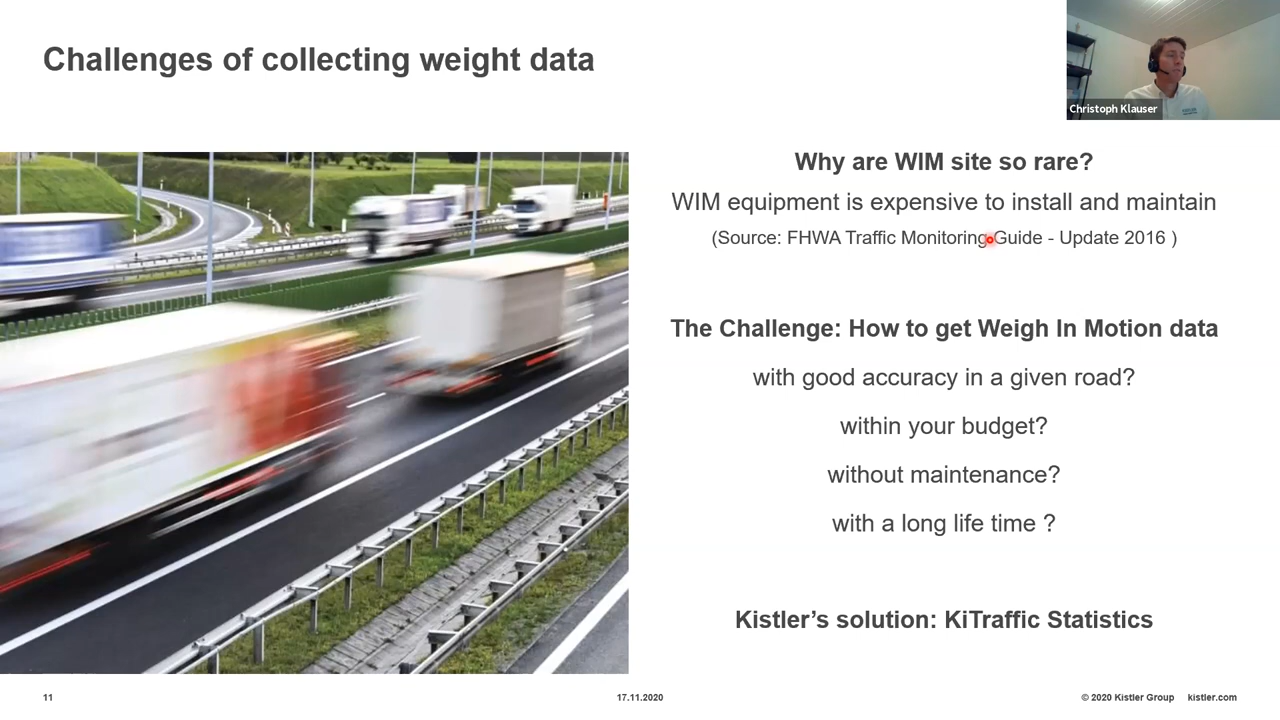 Challenges of collecting weight data
Christoph Klauser
Why are WIM site so rare?
WIM equipment is expensive to install and maintain
(Source: FHWA Traffic Monitoring Guide - Update 2016 )
The Challenge: How to get Weigh In Motion data
with good accuracy in a given road?
within your budget?
without maintenance?
with a long life time ?
Kistler’s solution: KiTraffic Statistics
11
17.11.2020
© 2020 Kistler Group kistler.com